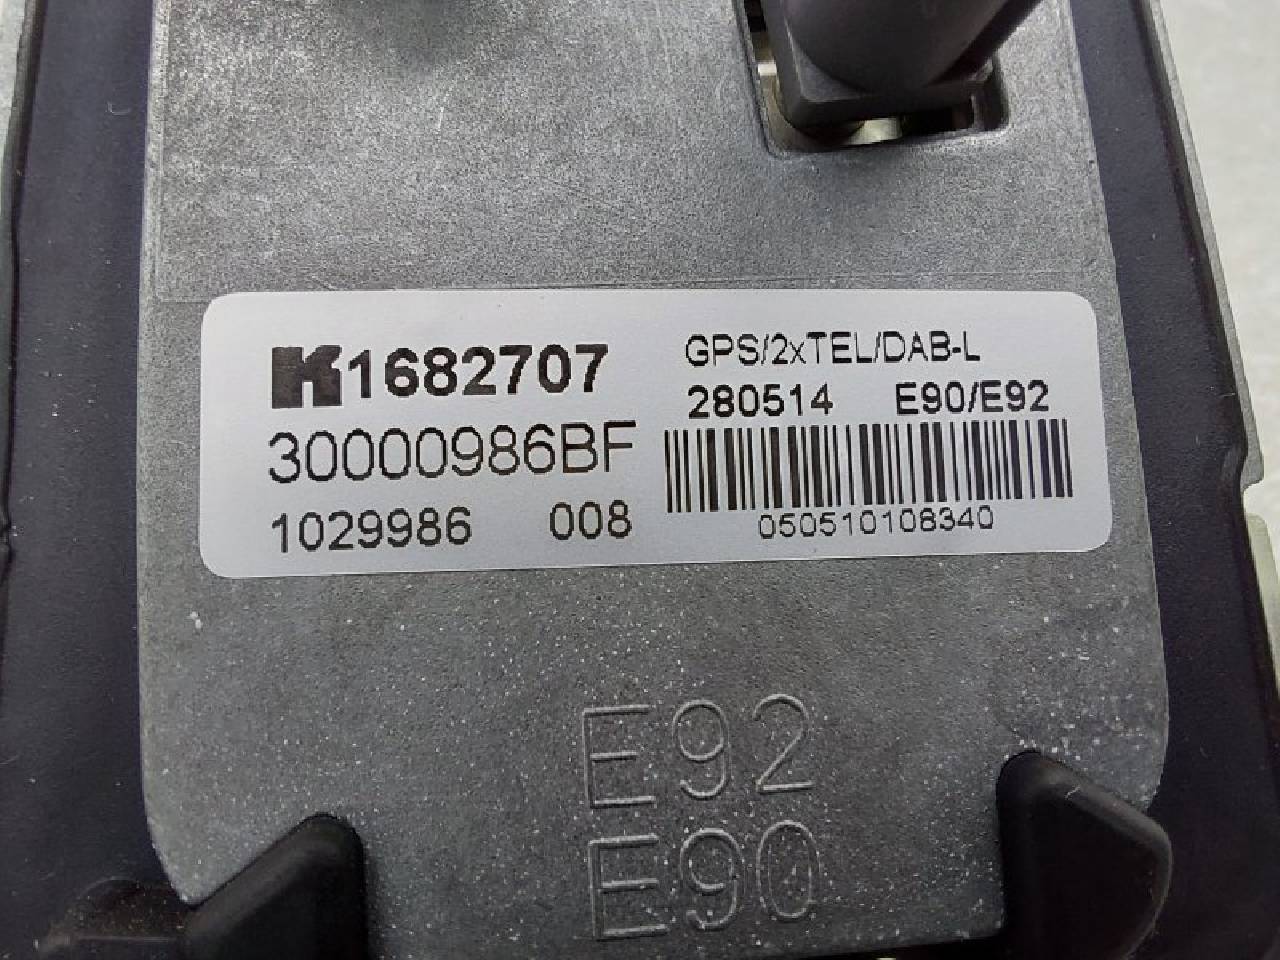 K1682707
GPS/2xTEL/DAB-L
280514 E90/E92
30000986BF
1029986 008
050510108340
E92
E90